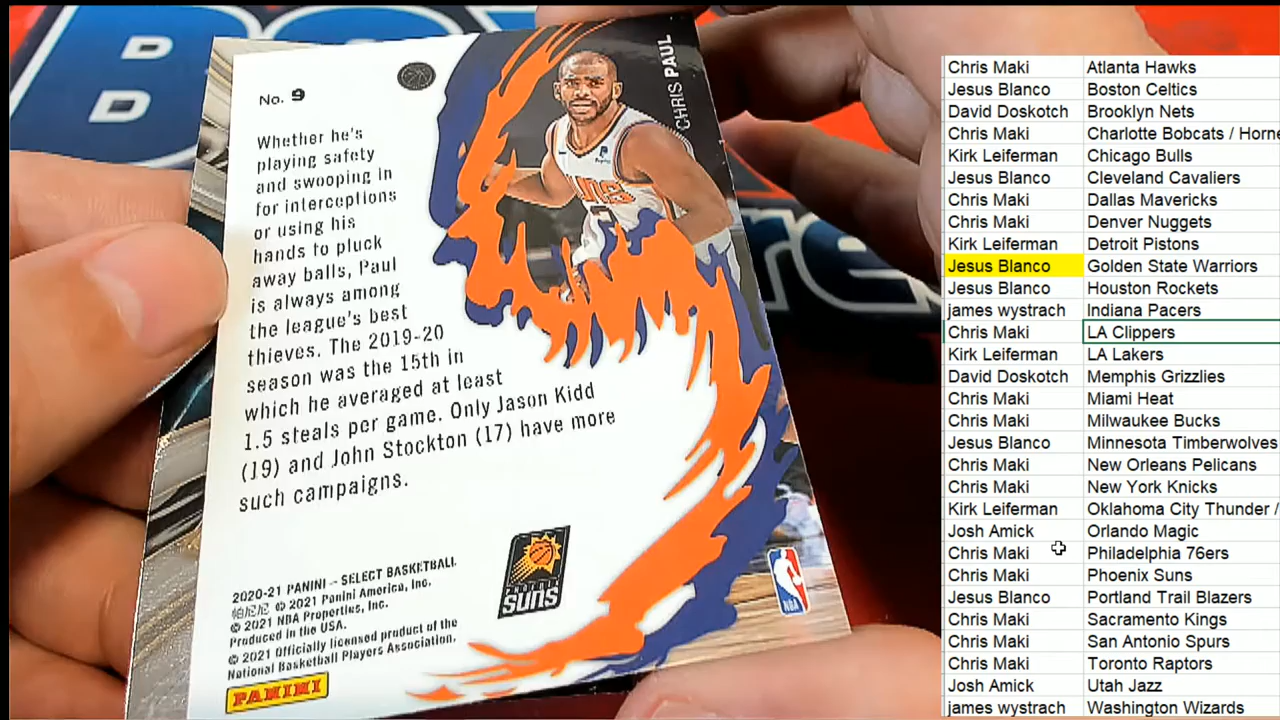 No. 9
CHRIS PAUL
Whether he's
playing safety
and swooping in
for interceptions
or using his
hands to pluck
away balls, Paul
is always among
the league's best
thieves. The 2019-20
season was the 15th in
which he averaged at least
1.5 steals per game. Only Jason Kidd
(19) and John Stockton (17) have more
such campaigns.
PHOENIX
SUNS
NBA
2020-21 PANINI – SELECT BASKETBALL
帕尼尼 © 2021 Panini America, Inc.
© 2021 NBA Properties, Inc.
Produced in the USA.
© 2021 Officially licensed product of the
National Basketball Players Association.
PANINI
B
D
Chris Maki Atlanta Hawks
Jesus Blanco Boston Celtics
David Doskotch Brooklyn Nets
Chris Maki Charlotte Bobcats / Horne
Kirk Leiferman Chicago Bulls
Jesus Blanco Cleveland Cavaliers
Chris Maki Dallas Mavericks
Chris Maki Denver Nuggets
Kirk Leiferman Detroit Pistons
Jesus Blanco Golden State Warriors
Jesus Blanco Houston Rockets
james wystrach Indiana Pacers
Chris Maki LA Clippers
Kirk Leiferman LA Lakers
David Doskotch Memphis Grizzlies
Chris Maki Miami Heat
Chris Maki Milwaukee Bucks
Jesus Blanco Minnesota Timberwolves
Chris Maki New Orleans Pelicans
Chris Maki New York Knicks
Kirk Leiferman Oklahoma City Thunder /
Josh Amick Orlando Magic
Chris Maki Philadelphia 76ers
Chris Maki Phoenix Suns
Jesus Blanco Portland Trail Blazers
Chris Maki Sacramento Kings
Chris Maki San Antonio Spurs
Chris Maki Toronto Raptors
Josh Amick Utah Jazz
james wystrach Washington Wizards